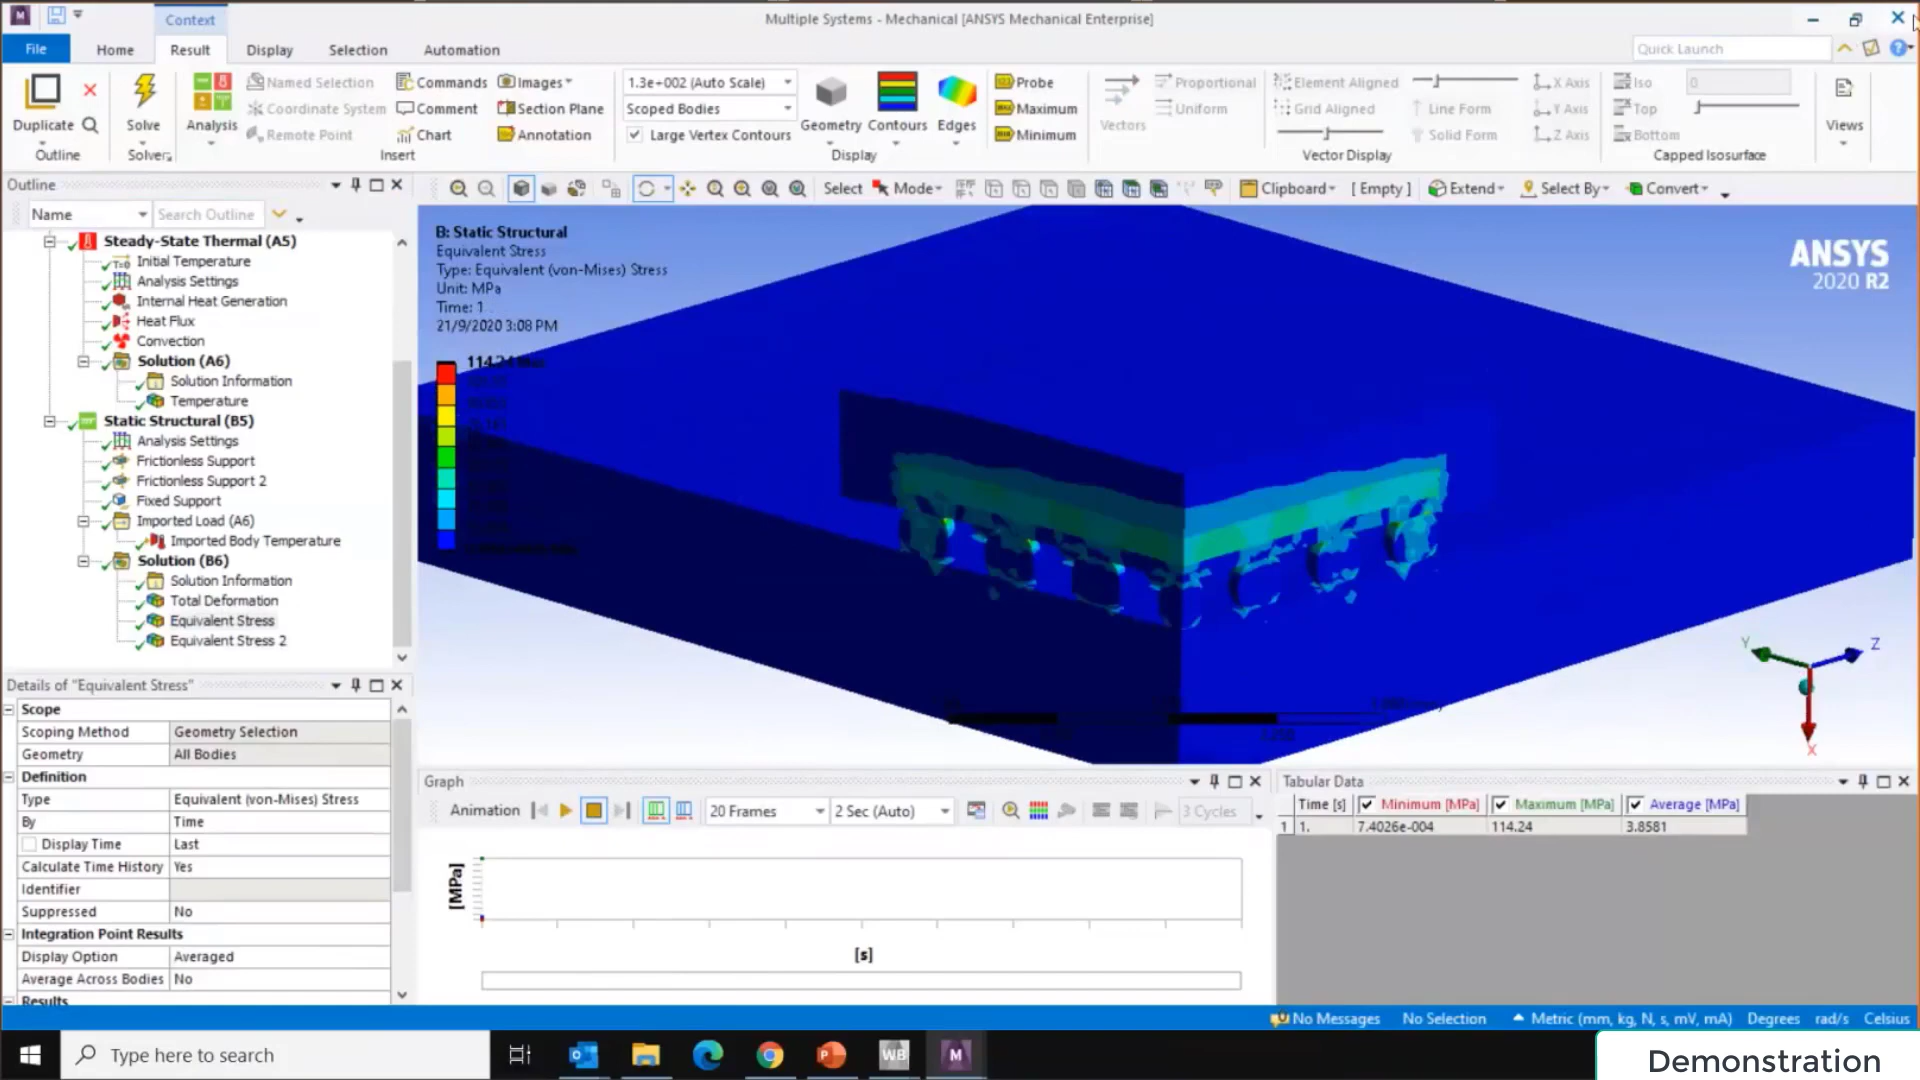 Multiple Systems - Mechanical [ANSYS Mechanical Enterprise]
Context
File Home Result Display Selection Automation
Quick Launch
Duplicate
Outline
Solve
Solver
Analysis
Named Selection
Coordinate System
Remote Point
Commands
Comment
Chart
Images
Section Plane
Annotation
Insert
1.3e+002 (Auto Scale)
Scoped Bodies
Large Vertex Contours
Geometry
Contours
Edges
Display
Probe
Maximum
Minimum
Vectors
Proportional
Uniform
Element Aligned
Grid Aligned
Line Form
Solid Form
X Axis
Y Axis
Z Axis
Vector Display
Iso
Top
Bottom
0
Capped Isosurface
Views
Outline
Name
Search Outline
Select Mode Clipboard [ Empty ] Extend Select By Convert
Steady-State Thermal (A5)
Initial Temperature
Analysis Settings
Internal Heat Generation
Heat Flux
Convection
Solution (A6)
Solution Information
Temperature
Static Structural (B5)
Analysis Settings
Frictionless Support
Frictionless Support 2
Fixed Support
Imported Load (A6)
Imported Body Temperature
Solution (B6)
Solution Information
Total Deformation
Equivalent Stress
Equivalent Stress 2
B: Static Structural
Equivalent Stress
Type: Equivalent (von-Mises) Stress
Unit: MPa
Time: 1
21/9/2020 3:08 PM
114.24
ANSYS
2020 R2
Y
Z
X
Details of "Equivalent Stress"
Scope
Scoping Method Geometry Selection
Geometry All Bodies
Definition
Type Equivalent (von-Mises) Stress
By Time
Display Time Last
Calculate Time History Yes
Identifier
Suppressed No
Integration Point Results
Display Option Averaged
Average Across Bodies No
Results
Graph
Animation 20 Frames 2 Sec (Auto) 3 Cycles
[MPa]
[s]
Tabular Data
Time [s] Minimum [MPa] Maximum [MPa] Average [MPa]
1 1. 7.4026e-004 114.24 3.8581
No Messages No Selection Metric (mm, kg, N, s, mV, mA) Degrees rad/s Celsius
Type here to search
Demonstration